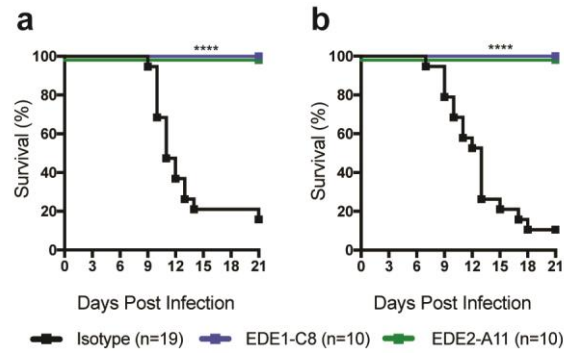 a
b
****
****
Survival (%)
100
80
60
40
20
0
0 3 6 9 12 15 18 21
Days Post Infection
Survival (%)
100
80
60
40
20
0
0 3 6 9 12 15 18 21
Days Post Infection
Isotype (n=19) EDE1-C8 (n=10) EDE2-A11 (n=10)